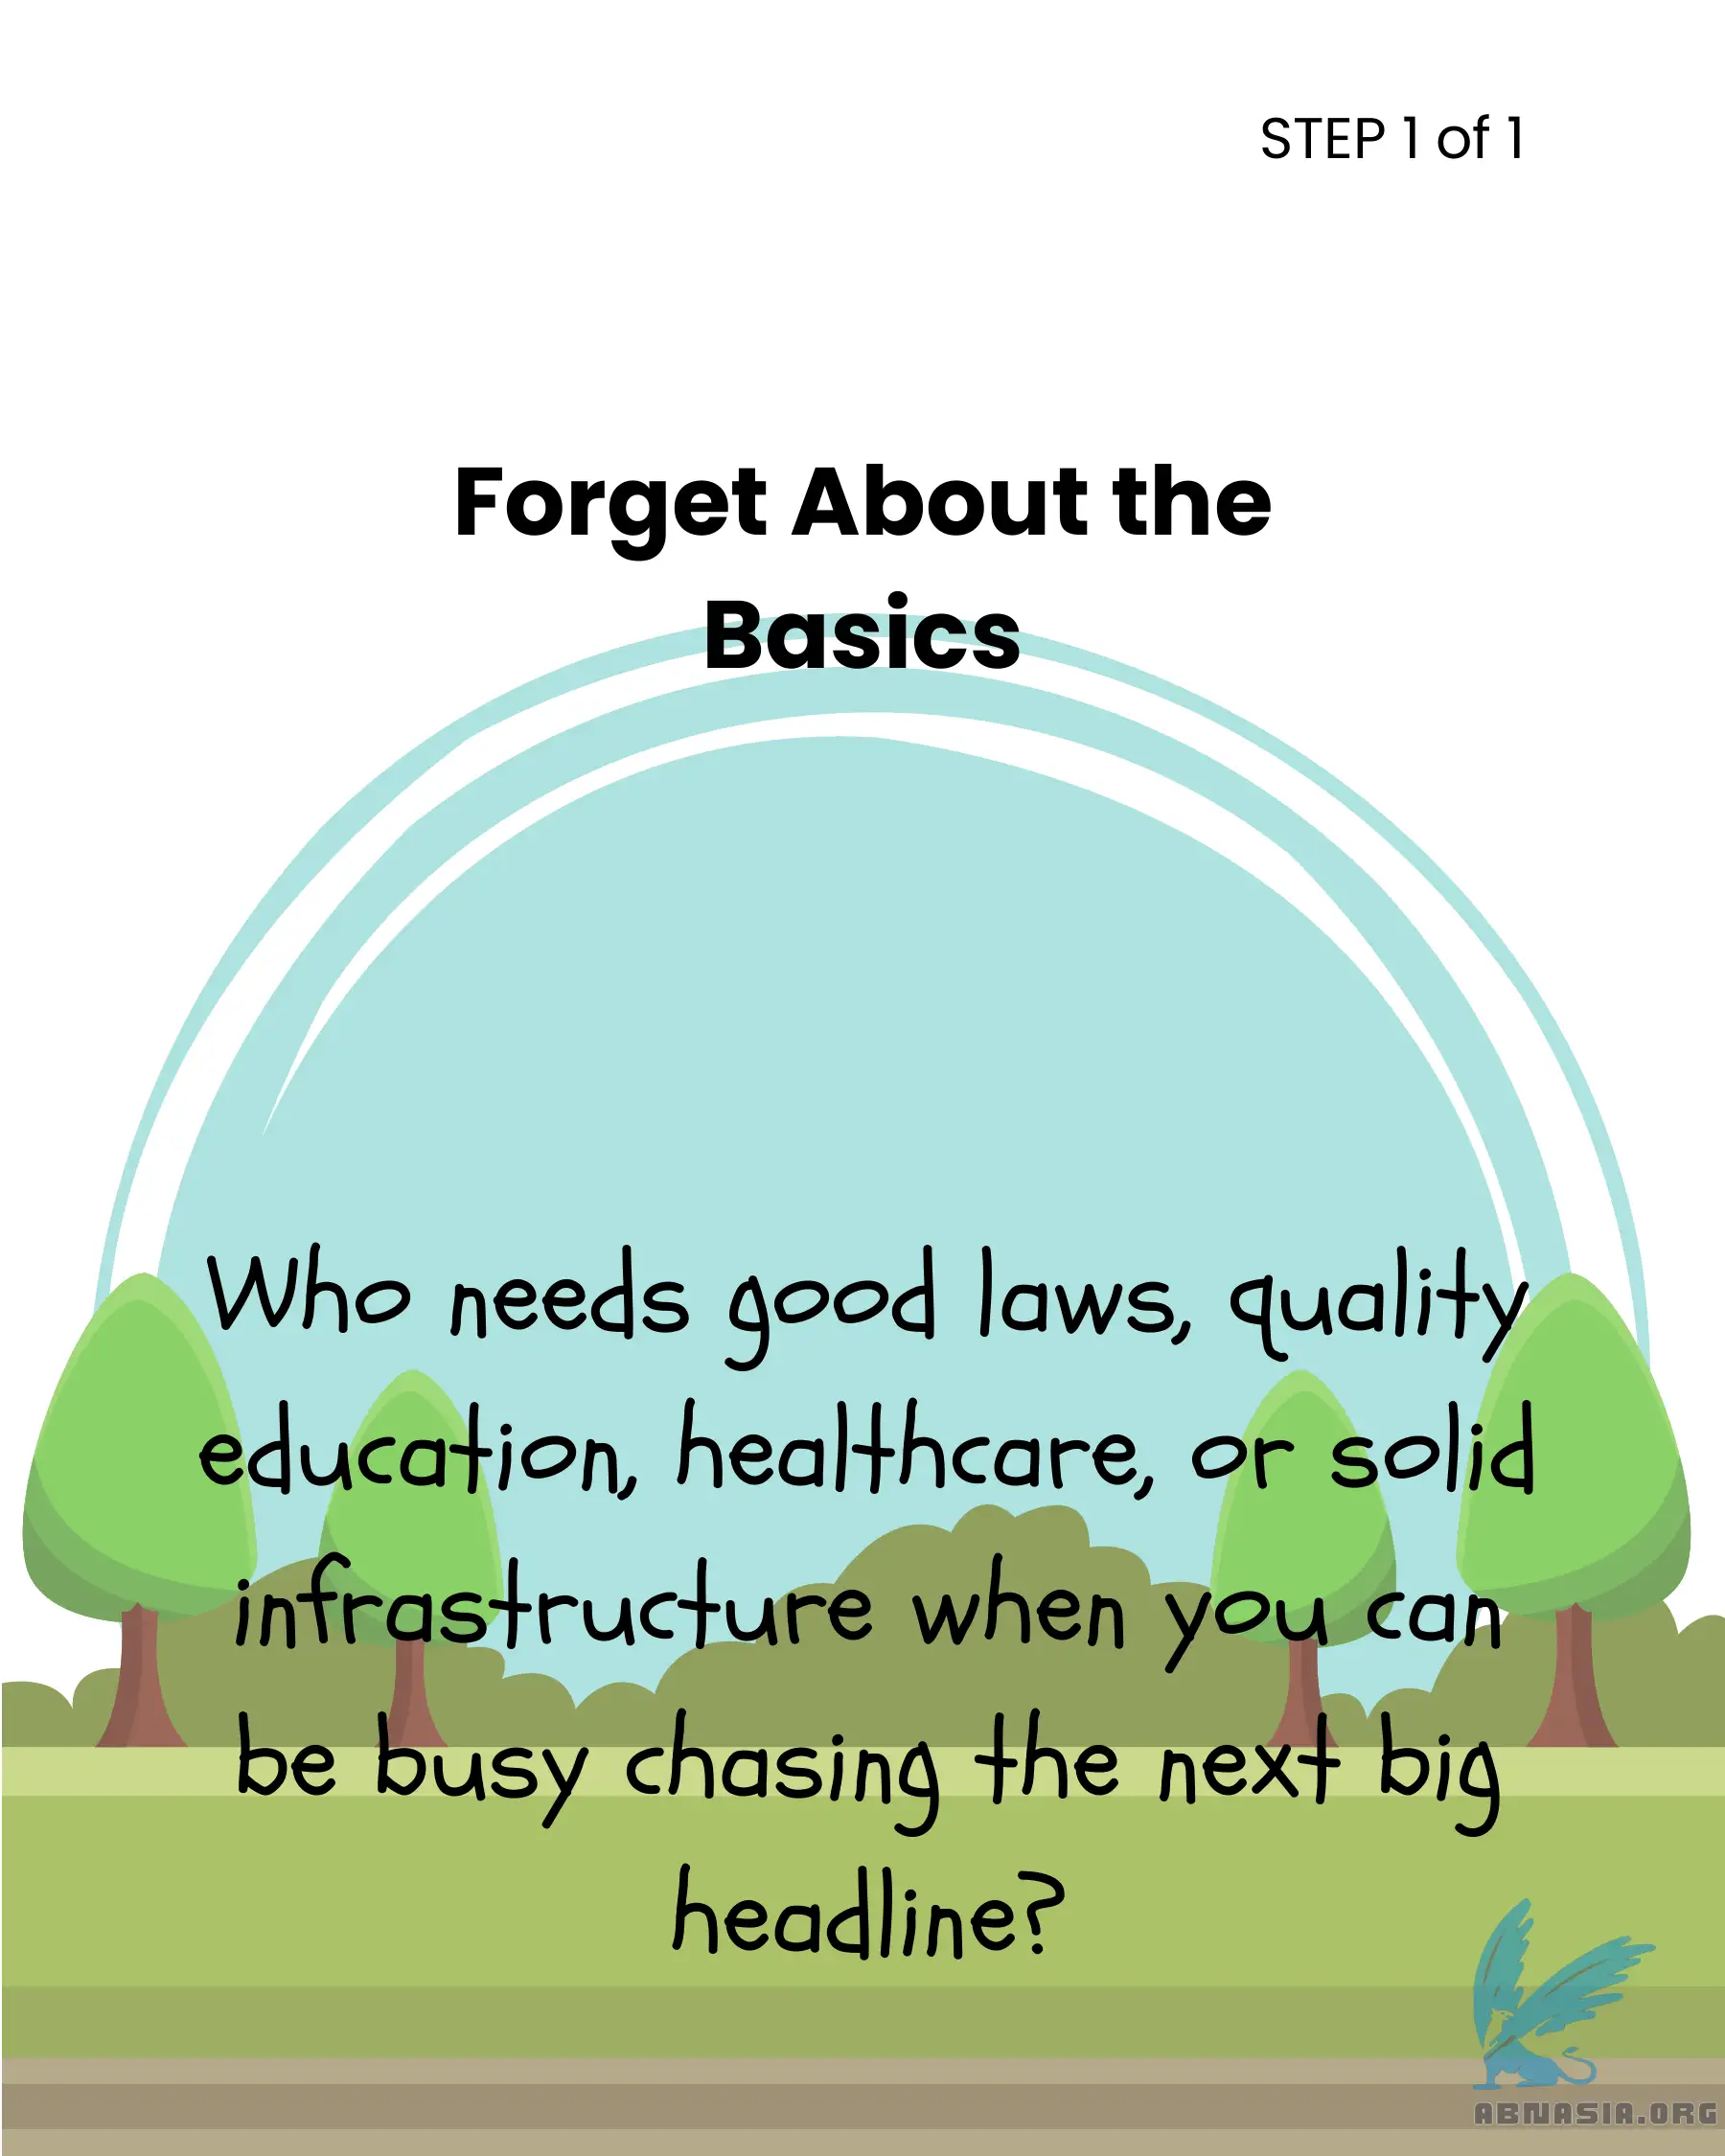 STEP 1 of 1
Forget About the
Basics
Who needs good laws, quality
education, healthcare, or solid
infrastructure when you can
be busy chasing the next big
headline?
ABNASIA.ORG